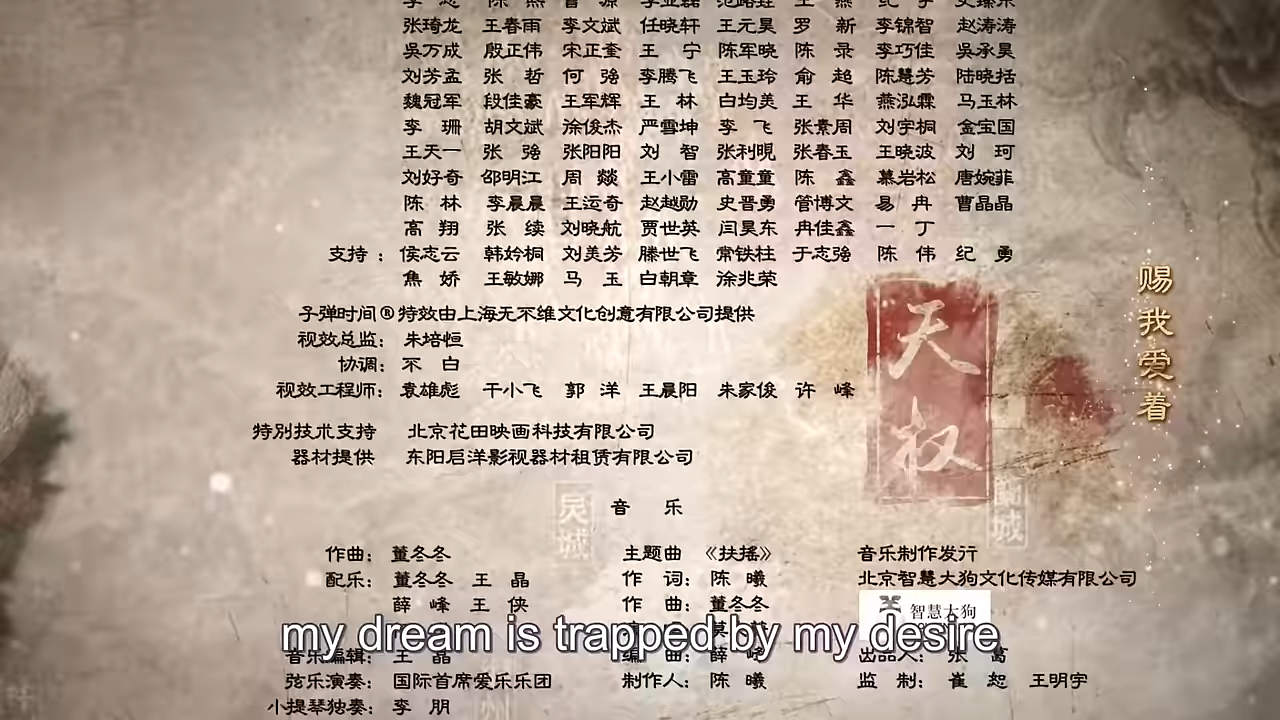 张琦龙 王春雨 李文斌 任晓轩 王元昊 罗 新 李锦智 赵涛涛
吴万成 殷正伟 宋正奎 王 宁 陈军晓 陈 录 李巧佳 吴承昊
刘芳孟 张 哲 何 强 李腾飞 王玉玲 俞 超 陈慧芳 陆晓括
魏冠军 段佳豪 王军辉 王 林 白均美 王 华 燕泓霖 马玉林
李 珊 胡文斌 涂俊杰 严雪坤 李 飞 张素周 刘宇桐 金宝国
王天一 张 强 张阳阳 刘 智 张利晛 张春玉 王晓波 刘 珂
刘好奇 邵明江 周 燚 王小雷 高童童 陈 鑫 慕岩松 唐婉菲
陈 林 李晨晨 王运奇 赵越勋 史晋勇 管博文 易 冉 曹晶晶
高 翔 张 续 刘晓航 贾世英 闫昊东 冉佳鑫 一 丁
支持：侯志云 韩妗桐 刘美芳 滕世飞 常铁柱 于志强 陈 伟 纪 勇
焦 娇 王敏娜 马 玉 白朝章 涂兆荣
子弹时间®特效由上海无不维文化创意有限公司提供
视效总监：朱培恒
协调：不 白
视效工程师：袁雄彪 干小飞 郭 洋 王晨阳 朱家俊 许 峰
特别技术支持 北京花田映画科技有限公司
器材提供 东阳启洋影视器材租赁有限公司
天权
赐我爱着
音 乐
作曲：董冬冬 主题曲《扶摇》 音乐制作发行
配乐：董冬冬 王 晶 作 词：陈 曦 北京智慧大狗文化传媒有限公司
薛 峰 王 侠 作 曲：董冬冬 智慧大狗
my dream is trapped by my desire
音乐编辑：王 晶 编 曲：薛 峰 出品人：张 葛
弦乐演奏：国际首席爱乐乐团 制作人：陈 曦 监 制：崔 恕 王明宇
小提琴独奏：李 朋